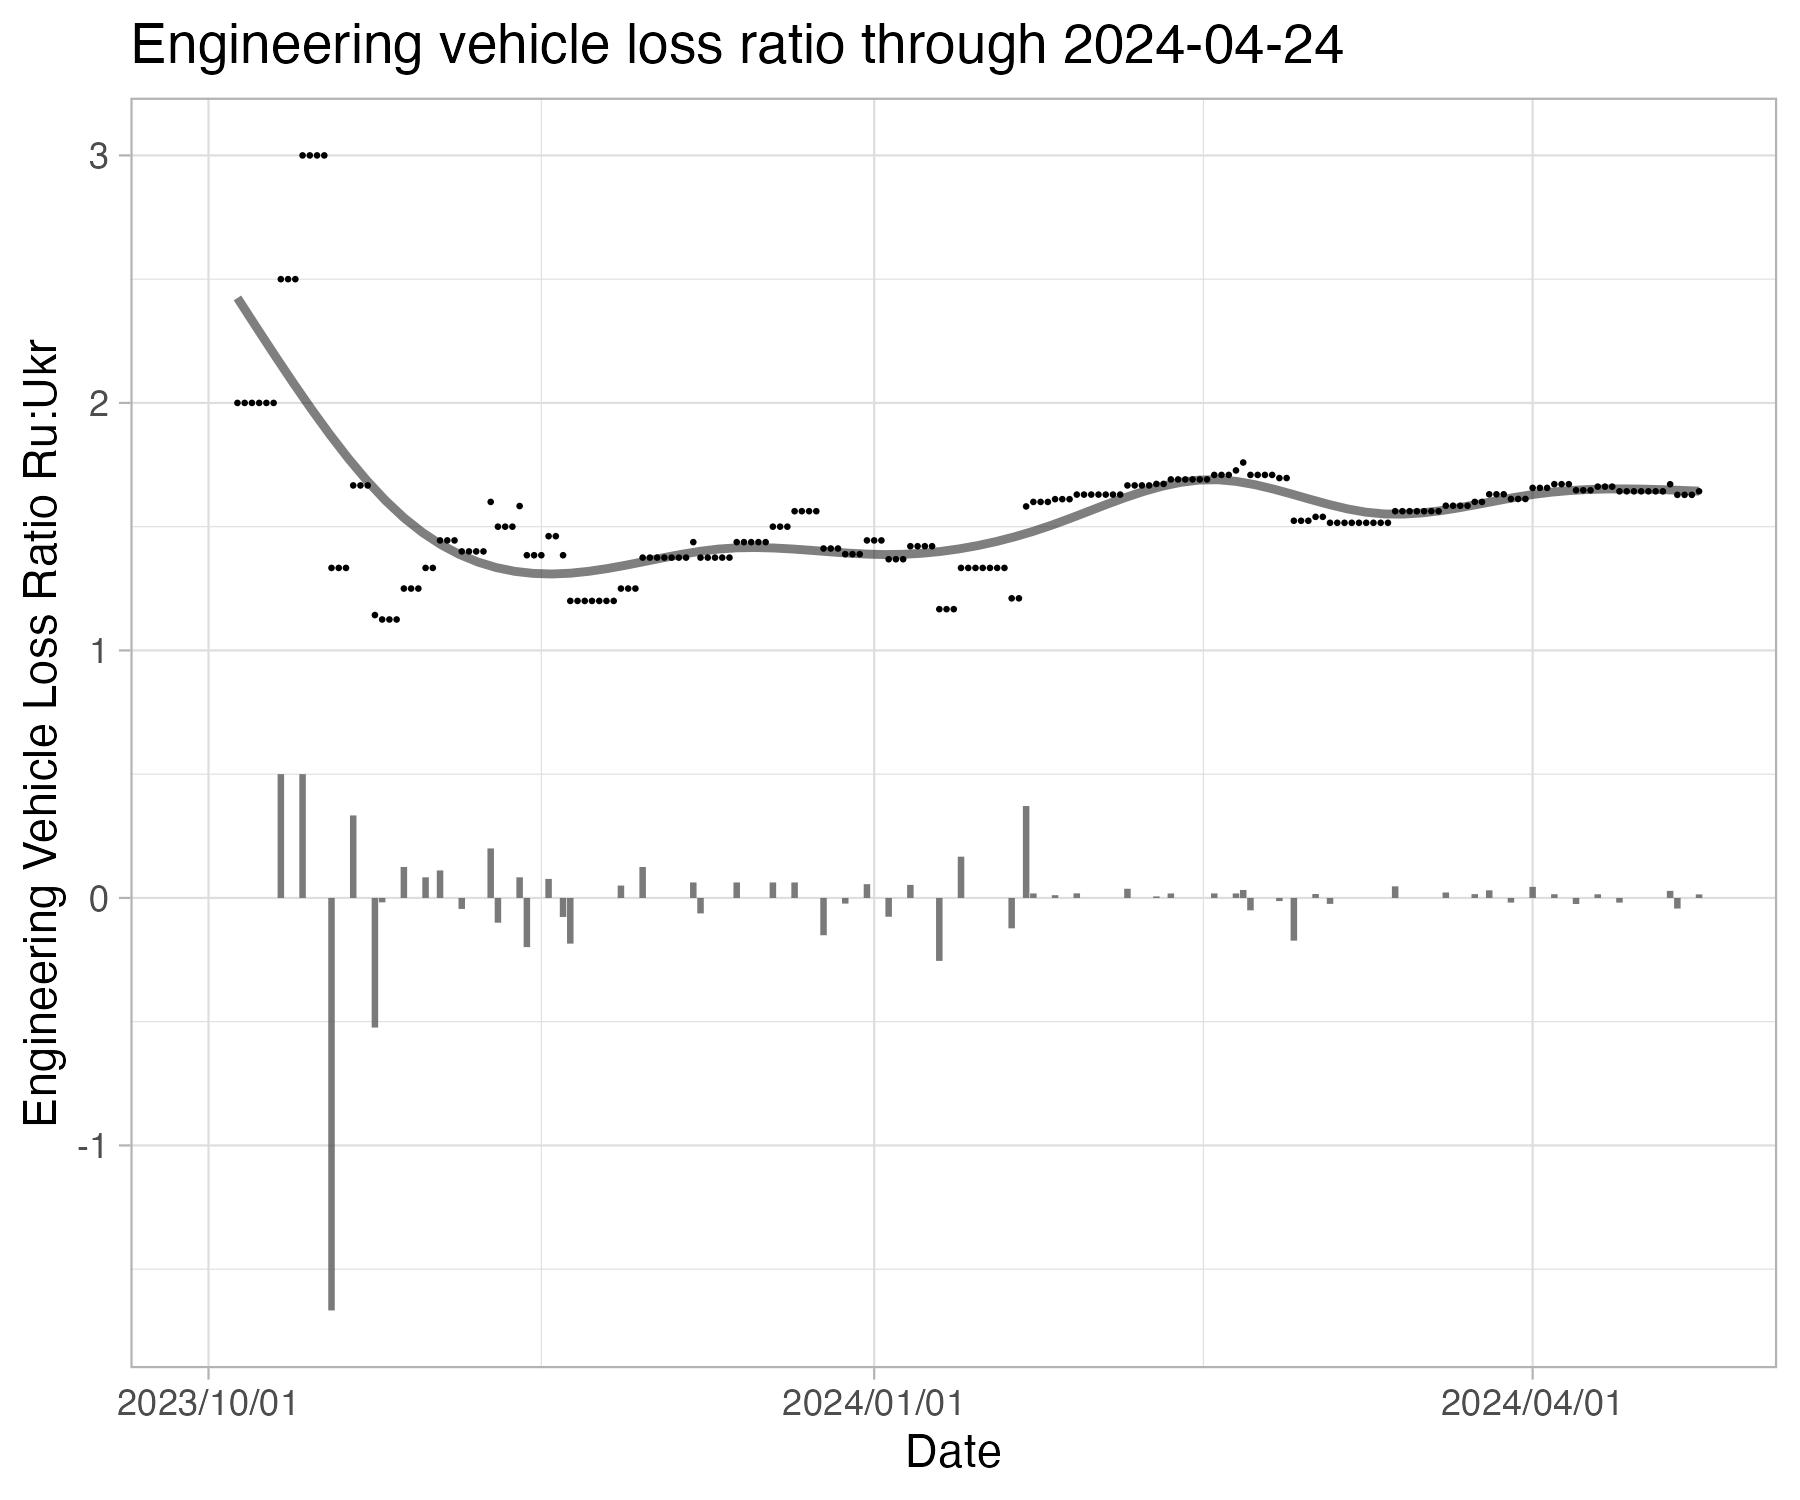 Engineering vehicle loss ratio through 2024-04-24
Engineering Vehicle Loss Ratio Ru:Ukr
3
2
1
0
-1
2023/10/01
2024/01/01
2024/04/01
Date